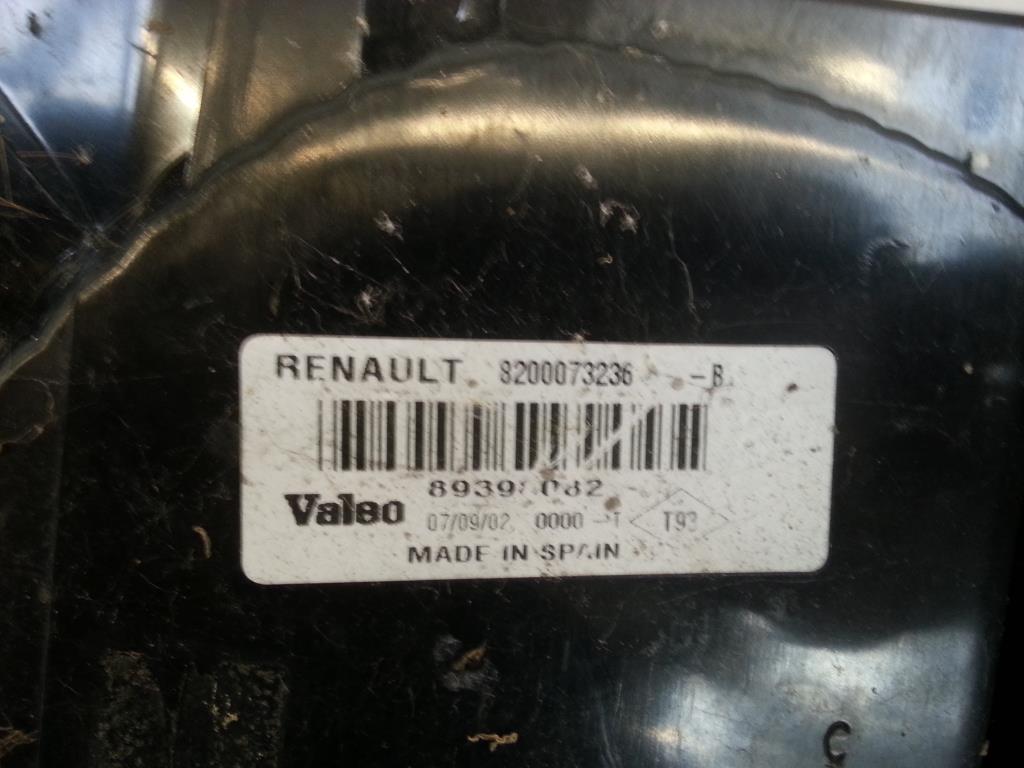 RENAULT 8200073236 -B
Valeo 07/09/02 0000 T93
MADE IN SPAIN
C